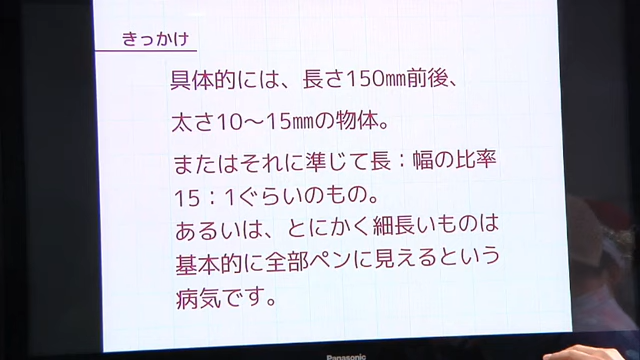 きっかけ
具体的には、長さ150㎜前後、
太さ10～15㎜の物体。
またはそれに準じて長：幅の比率
15：1ぐらいのもの。
あるいは、とにかく細長いものは
基本的に全部ペンに見えるという
病気です。
Panasonic